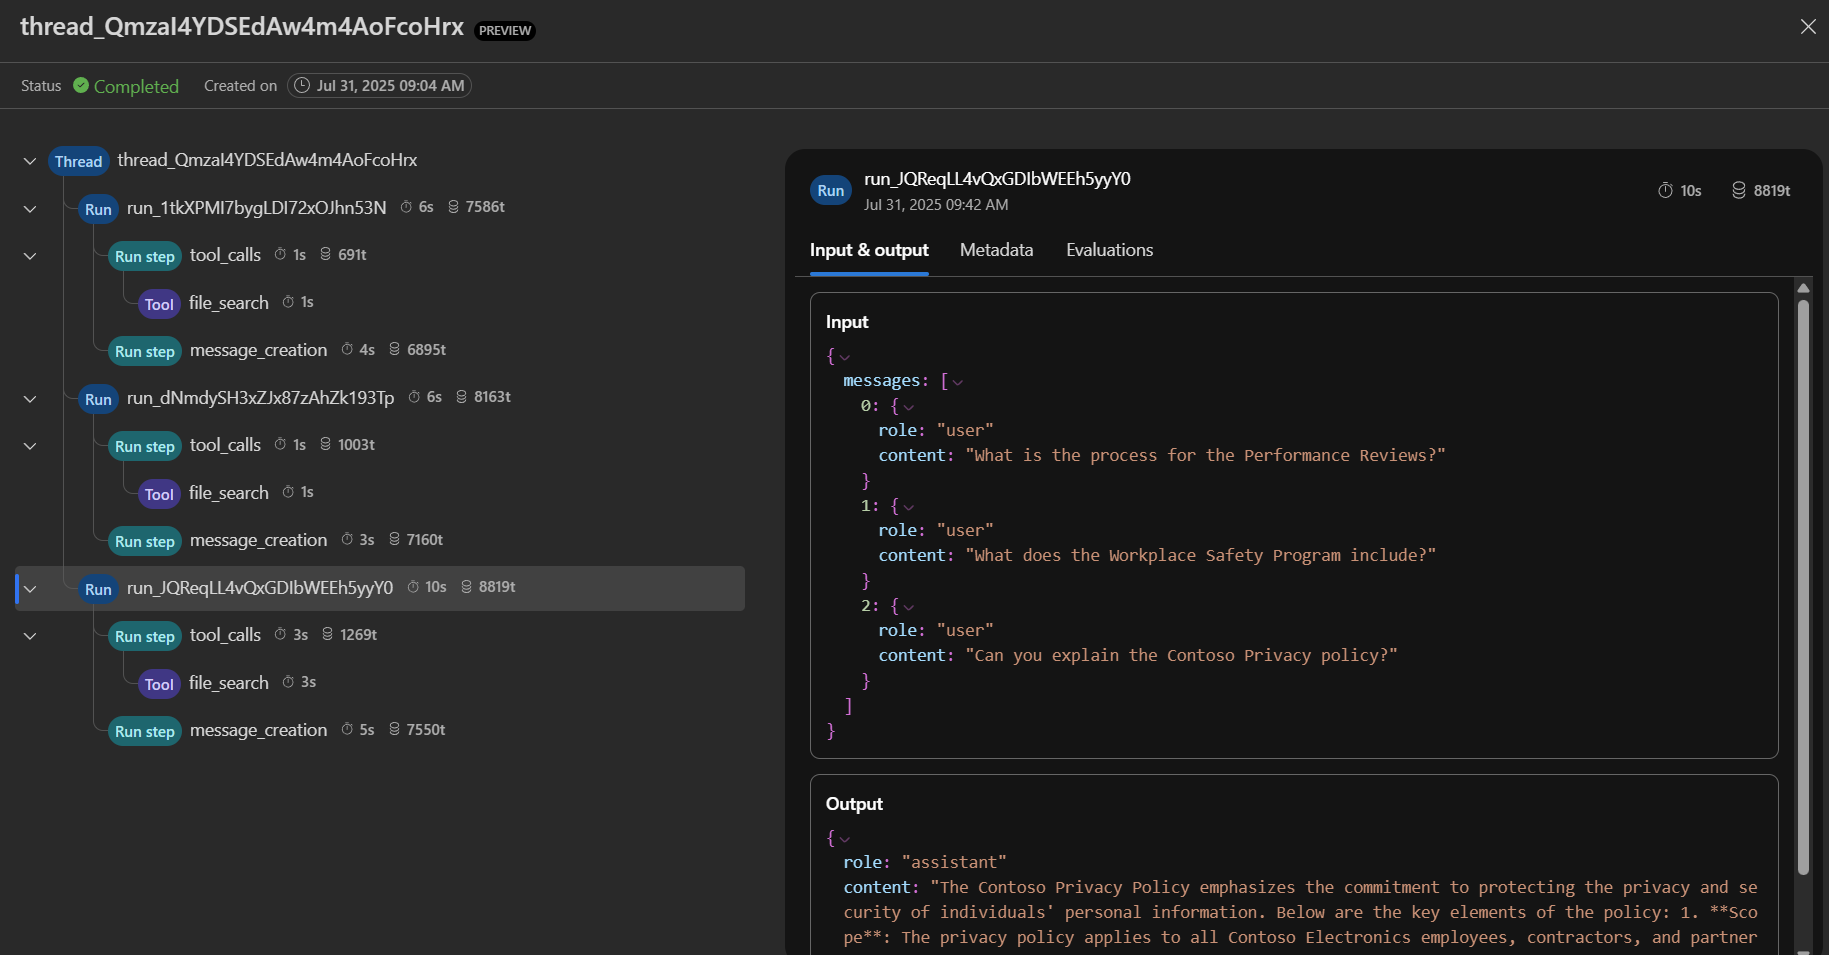 thread_QmzaI4YDSEdAw4m4AoFcoHrx PREVIEW
Status Completed Created on Jul 31, 2025 09:04 AM
Thread thread_QmzaI4YDSEdAw4m4AoFcoHrx
Run run_1tkXPMI7bygLDI72xOJhn53N 6s 7586t
Run step tool_calls 1s 691t
Tool file_search 1s
Run step message_creation 4s 6895t
Run run_dNmdySH3xZJx87zAhZk193Tp 6s 8163t
Run step tool_calls 1s 1003t
Tool file_search 1s
Run step message_creation 3s 7160t
Run run_JQReqLL4vQxGDIbWEEh5yyY0 10s 8819t
Run step tool_calls 3s 1269t
Tool file_search 3s
Run step message_creation 5s 7550t
Run run_JQReqLL4vQxGDIbWEEh5yyY0 10s 8819t
Jul 31, 2025 09:42 AM
Input & output Metadata Evaluations
Input
{
messages: [
0: {
role: "user"
content: "What is the process for the Performance Reviews?"
}
1: {
role: "user"
content: "What does the Workplace Safety Program include?"
}
2: {
role: "user"
content: "Can you explain the Contoso Privacy policy?"
}
]
}
Output
{
role: "assistant"
content: "The Contoso Privacy Policy emphasizes the commitment to protecting the privacy and se
curity of individuals' personal information. Below are the key elements of the policy: 1. **Sco
pe**: The privacy policy applies to all Contoso Electronics employees, contractors, and partner